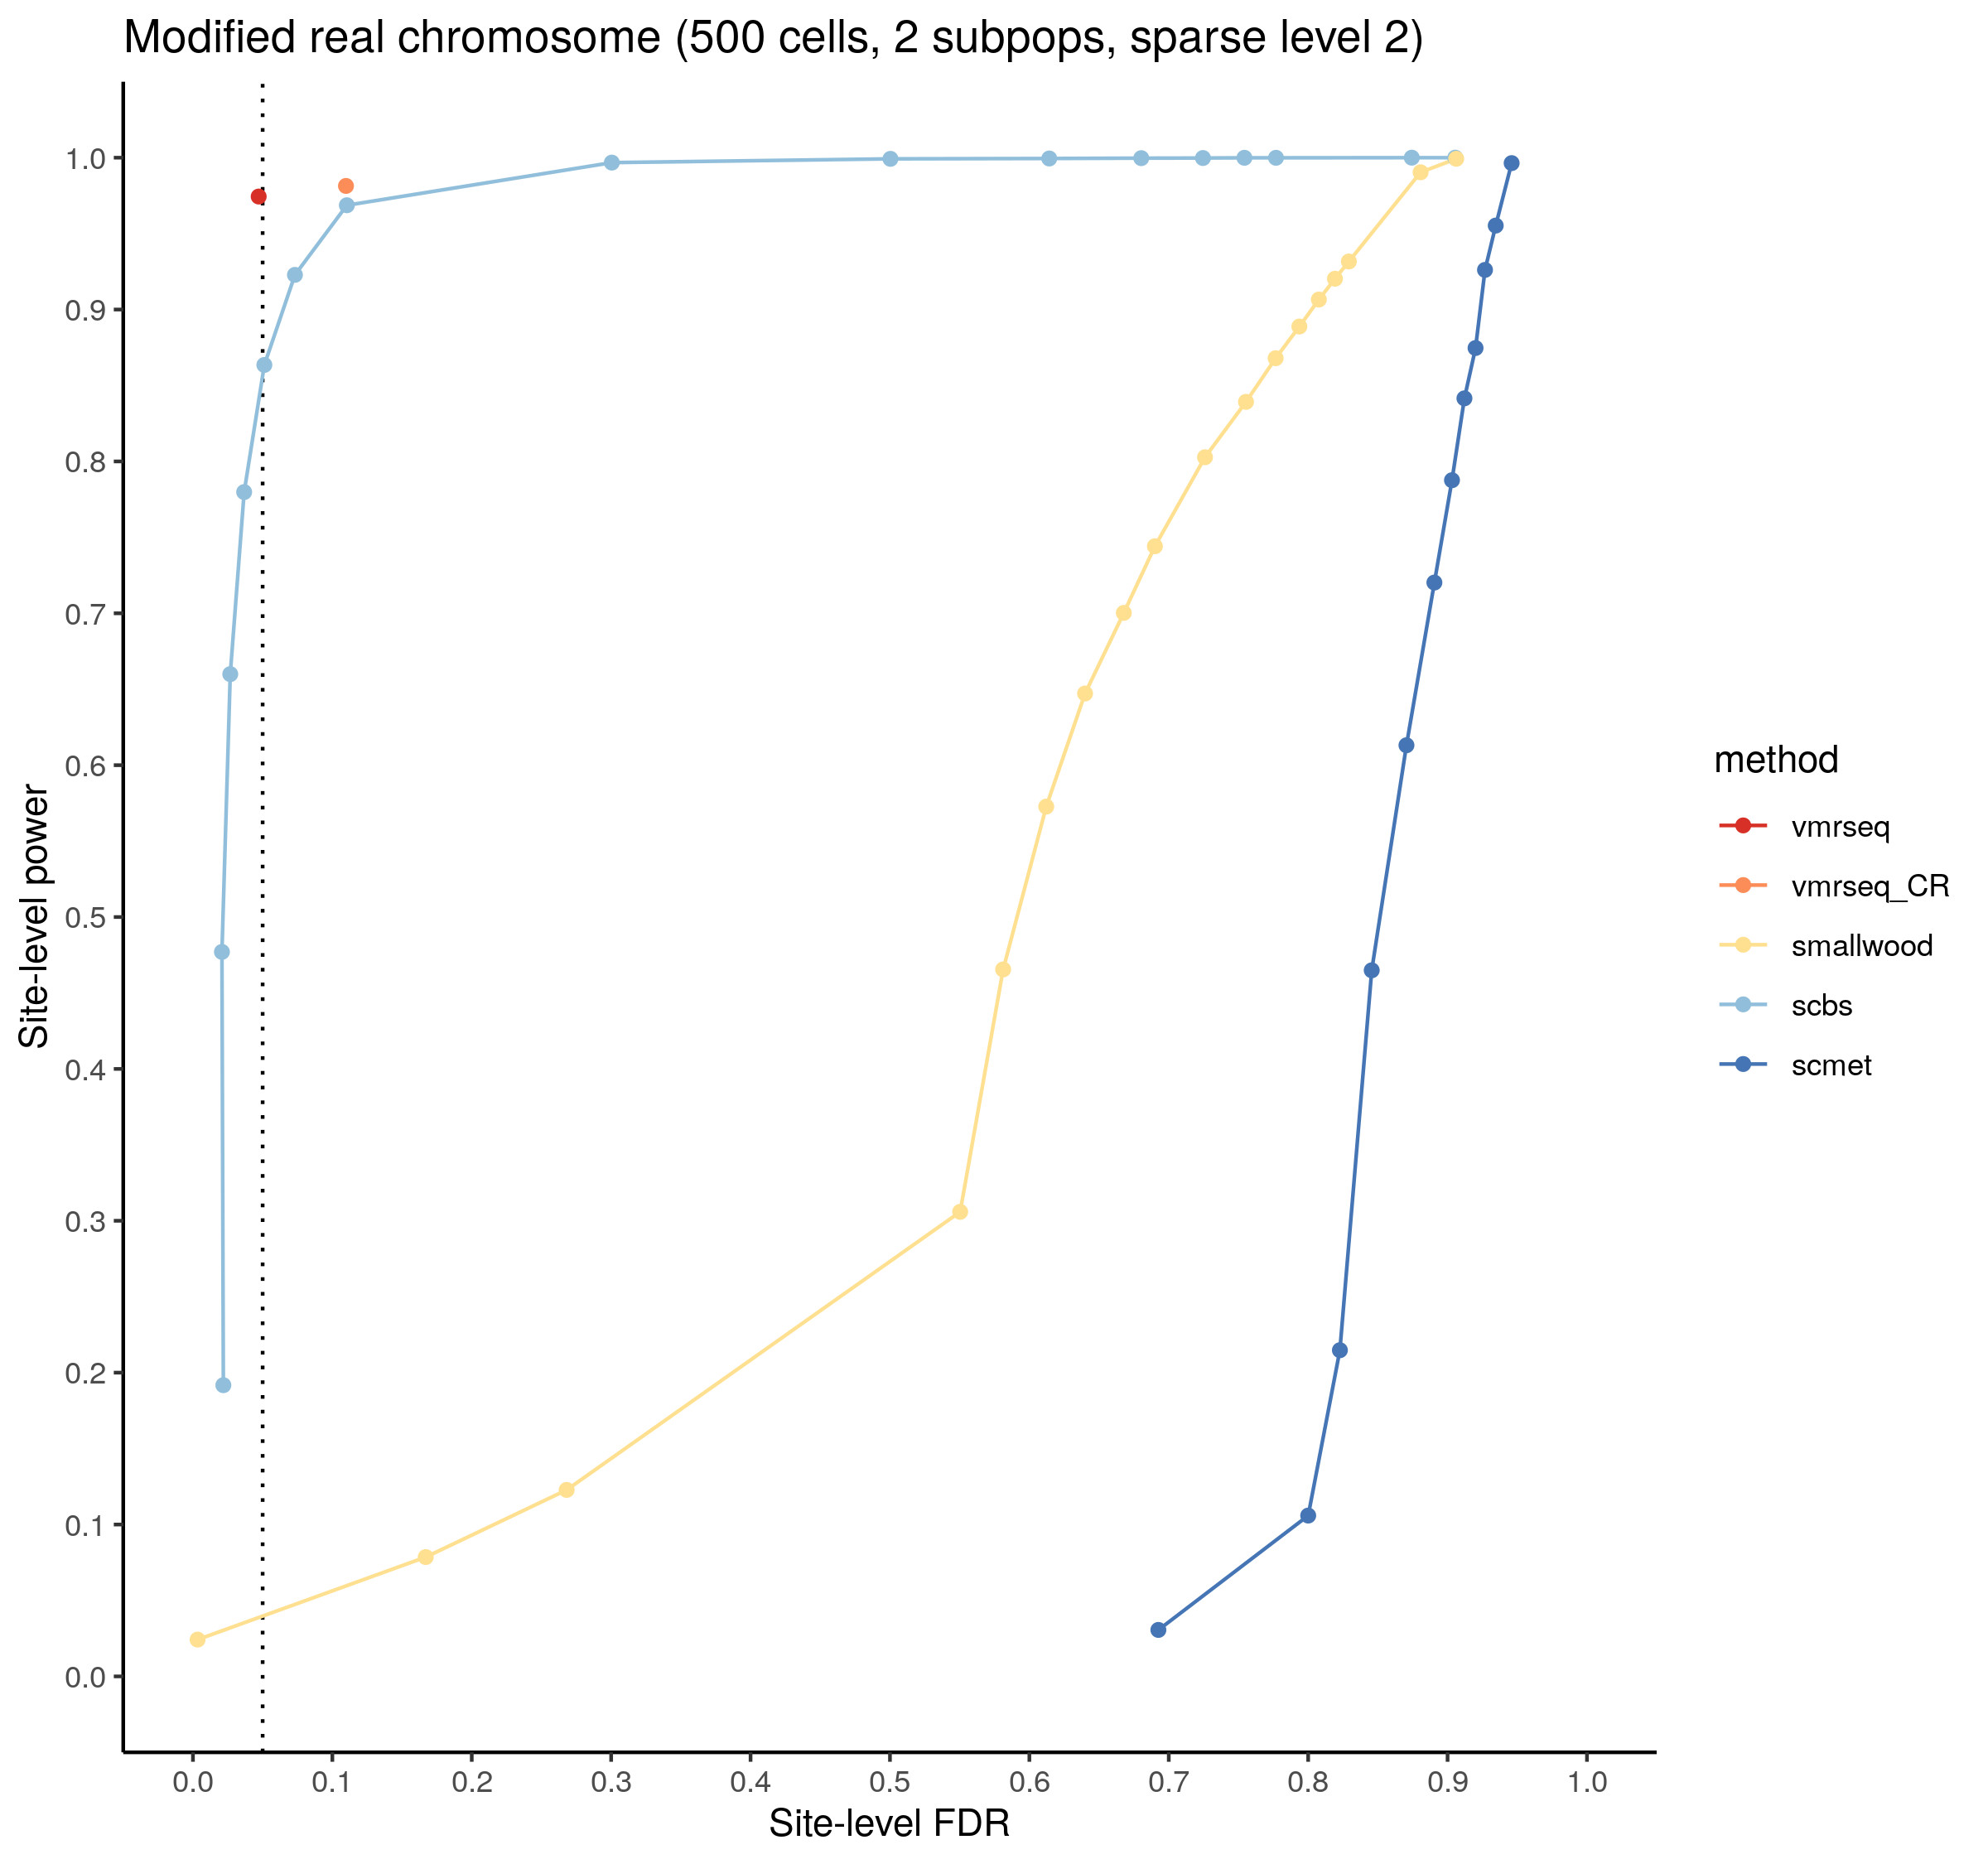 Modified real chromosome (500 cells, 2 subpops, sparse level 2)
Site-level power
1.0
0.9
0.8
0.7
0.6
0.5
0.4
0.3
0.2
0.1
0.0
0.0 0.1 0.2 0.3 0.4 0.5 0.6 0.7 0.8 0.9 1.0
Site-level FDR
method
vmrseq
vmrseq_CR
smallwood
scbs
scmet